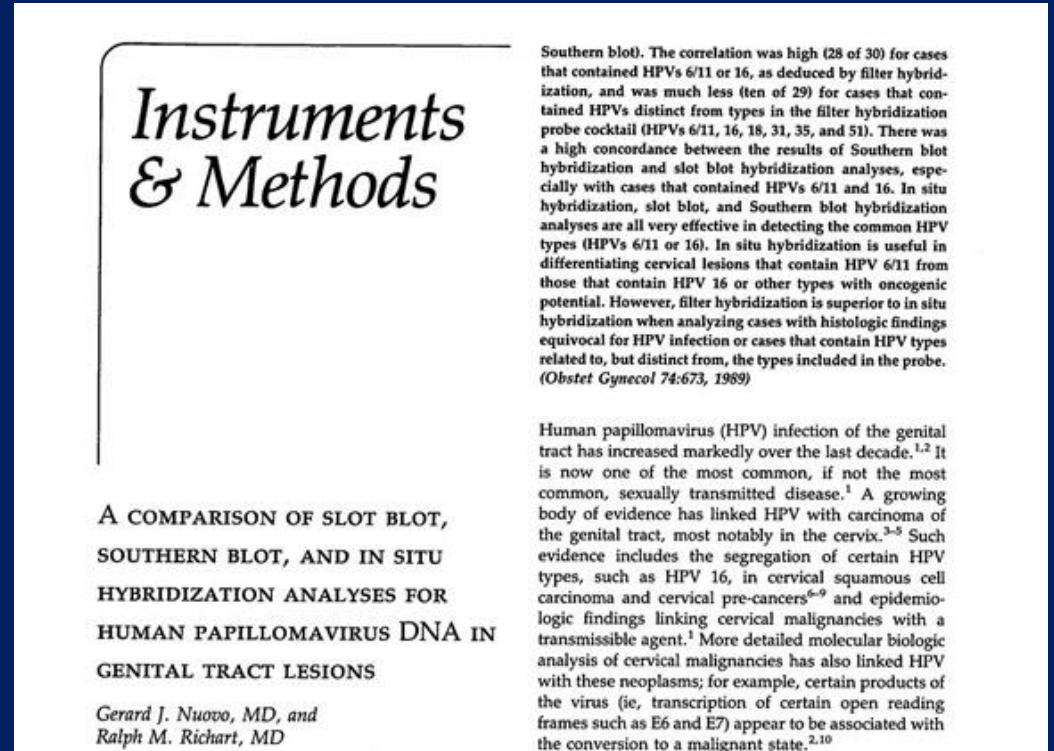 Instruments
& Methods
A COMPARISON OF SLOT BLOT,
SOUTHERN BLOT, AND IN SITU
HYBRIDIZATION ANALYSES FOR
HUMAN PAPILLOMAVIRUS DNA IN
GENITAL TRACT LESIONS
Gerard J. Nuovo, MD, and
Ralph M. Richart, MD
Southern blot). The correlation was high (28 of 30) for cases
that contained HPVs 6/11 or 16, as deduced by filter hybrid-
ization, and was much less (ten of 29) for cases that con-
tained HPVs distinct from types in the filter hybridization
probe cocktail (HPVs 6/11, 16, 18, 31, 35, and 51). There was
a high concordance between the results of Southern blot
hybridization and slot blot hybridization analyses, espe-
cially with cases that contained HPVs 6/11 and 16. In situ
hybridization, slot blot, and Southern blot hybridization
analyses are all very effective in detecting the common HPV
types (HPVs 6/11 or 16). In situ hybridization is useful in
differentiating cervical lesions that contain HPV 6/11 from
those that contain HPV 16 or other types with oncogenic
potential. However, filter hybridization is superior to in situ
hybridization when analyzing cases with histologic findings
equivocal for HPV infection or cases that contain HPV types
related to, but distinct from, the types included in the probe.
(Obstet Gynecol 74:673, 1989)
Human papillomavirus (HPV) infection of the genital
tract has increased markedly over the last decade.1,2 It
is now one of the most common, if not the most
common, sexually transmitted disease.1 A growing
body of evidence has linked HPV with carcinoma of
the genital tract, most notably in the cervix.3–5 Such
evidence includes the segregation of certain HPV
types, such as HPV 16, in cervical squamous cell
carcinoma and cervical pre-cancers6–9 and epidemio-
logic findings linking cervical malignancies with a
transmissible agent.1 More detailed molecular biologic
analysis of cervical malignancies has also linked HPV
with these neoplasms; for example, certain products of
the virus (ie, transcription of certain open reading
frames such as E6 and E7) appear to be associated with
the conversion to a malignant state.2,10